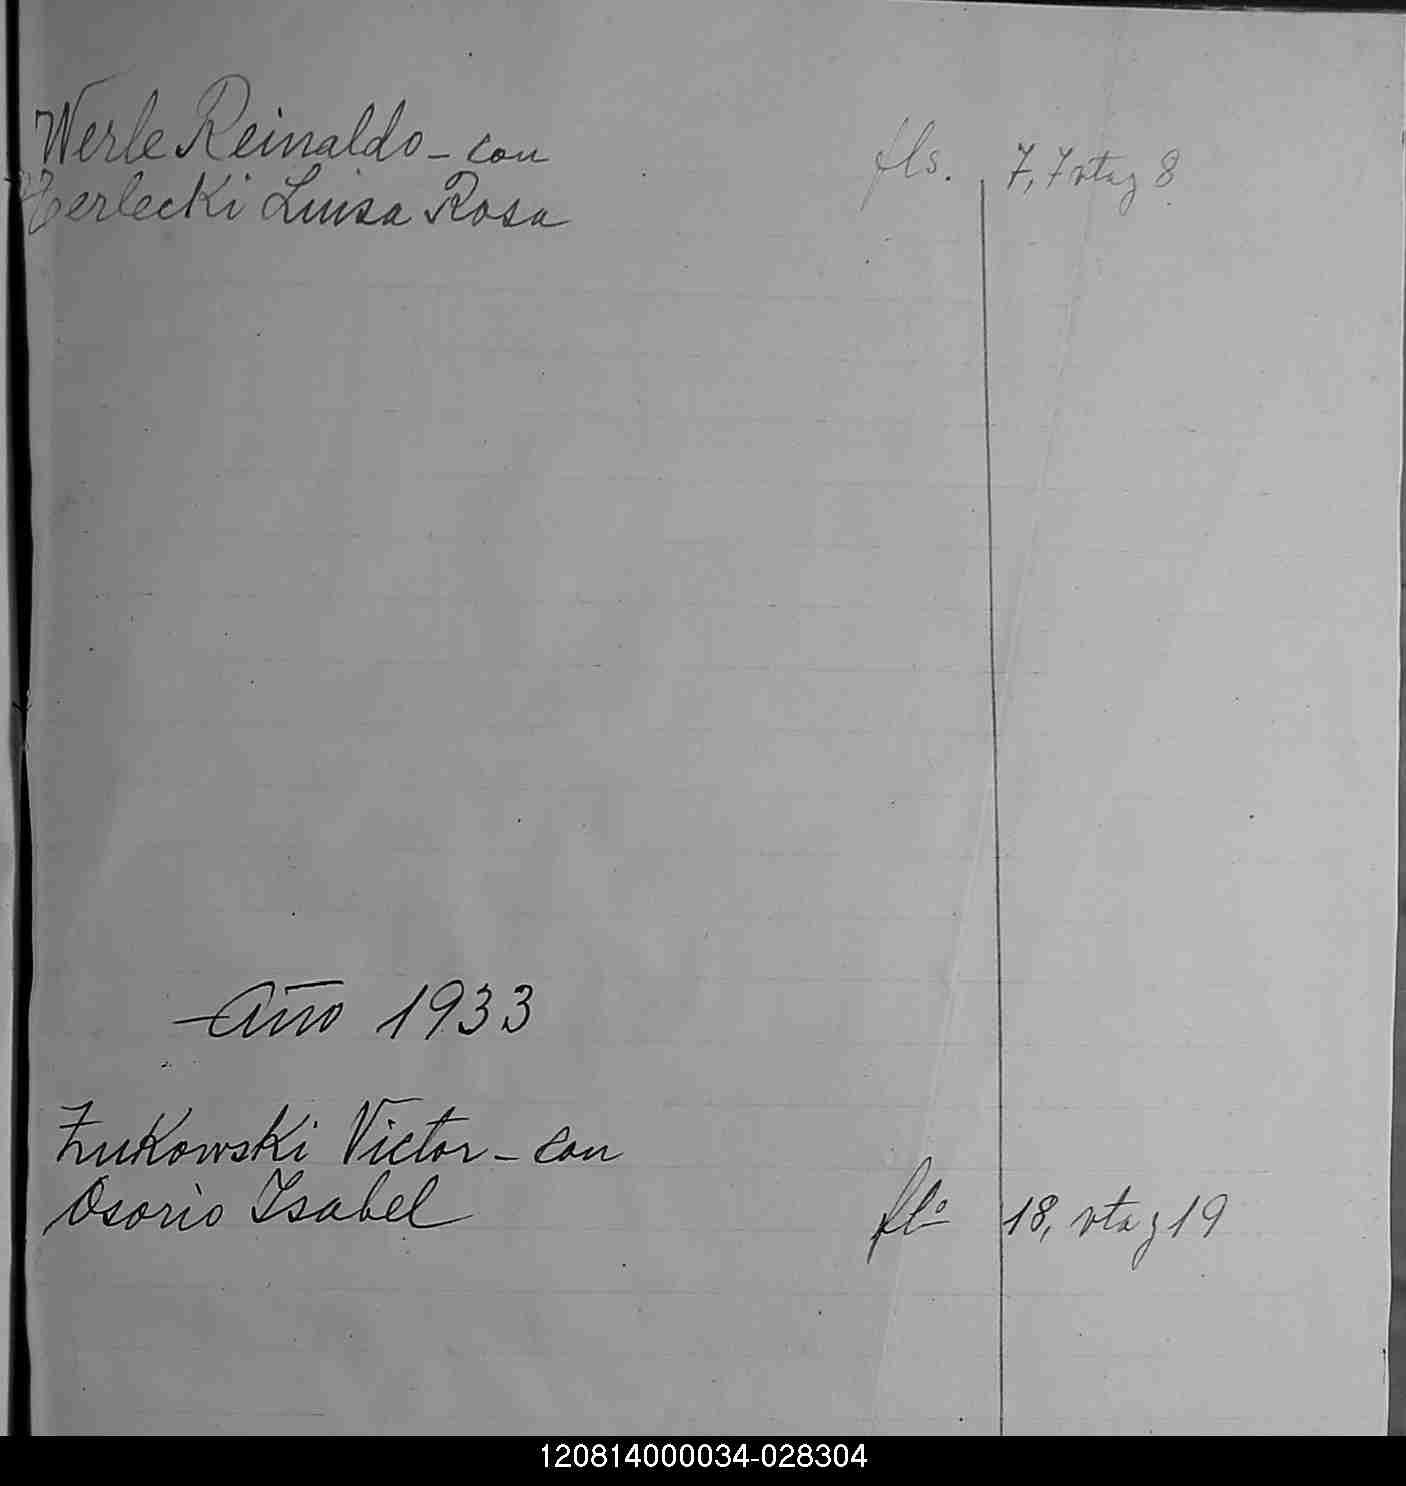 Werle Reinaldo - con fls. 7, 7 vta y 8
Zerlecki Luisa Rosa
Año 1933
Zukowski Victor - con
Osorio Isabel flº 18, vta y 19
120814000034-028304